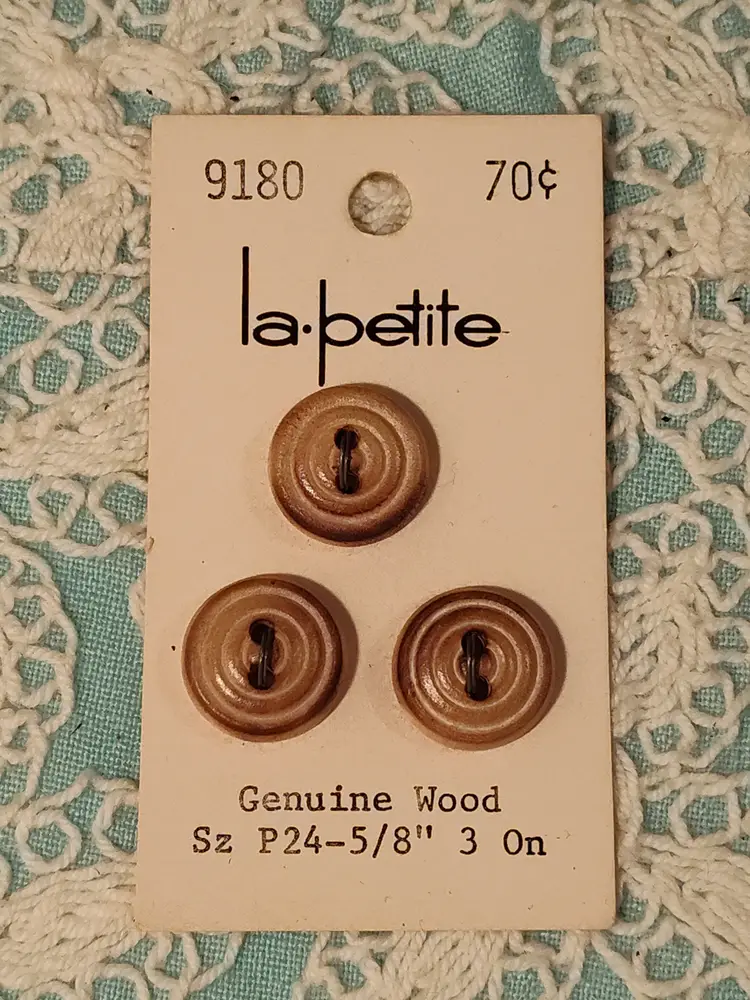 9180 70¢
la·petite
Genuine Wood
Sz P24-5/8" 3 On